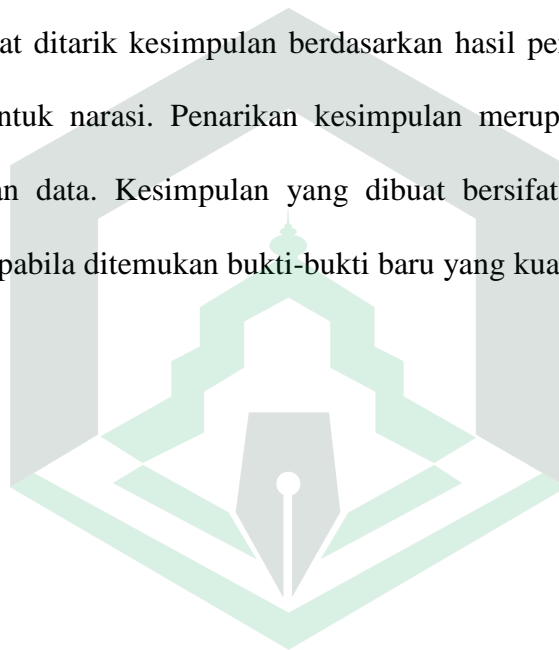 at ditarik kesimpulan berdasarkan hasil pe
ntuk narasi. Penarikan kesimpulan merup
an data. Kesimpulan yang dibuat bersifat
pabila ditemukan bukti-bukti baru yang kua